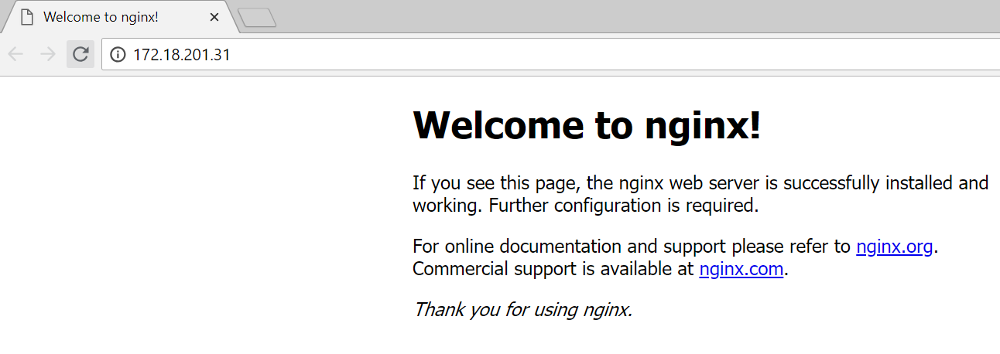 Welcome to nginx!
172.18.201.31
Welcome to nginx!
If you see this page, the nginx web server is successfully installed and
working. Further configuration is required.
For online documentation and support please refer to nginx.org.
Commercial support is available at nginx.com.
Thank you for using nginx.